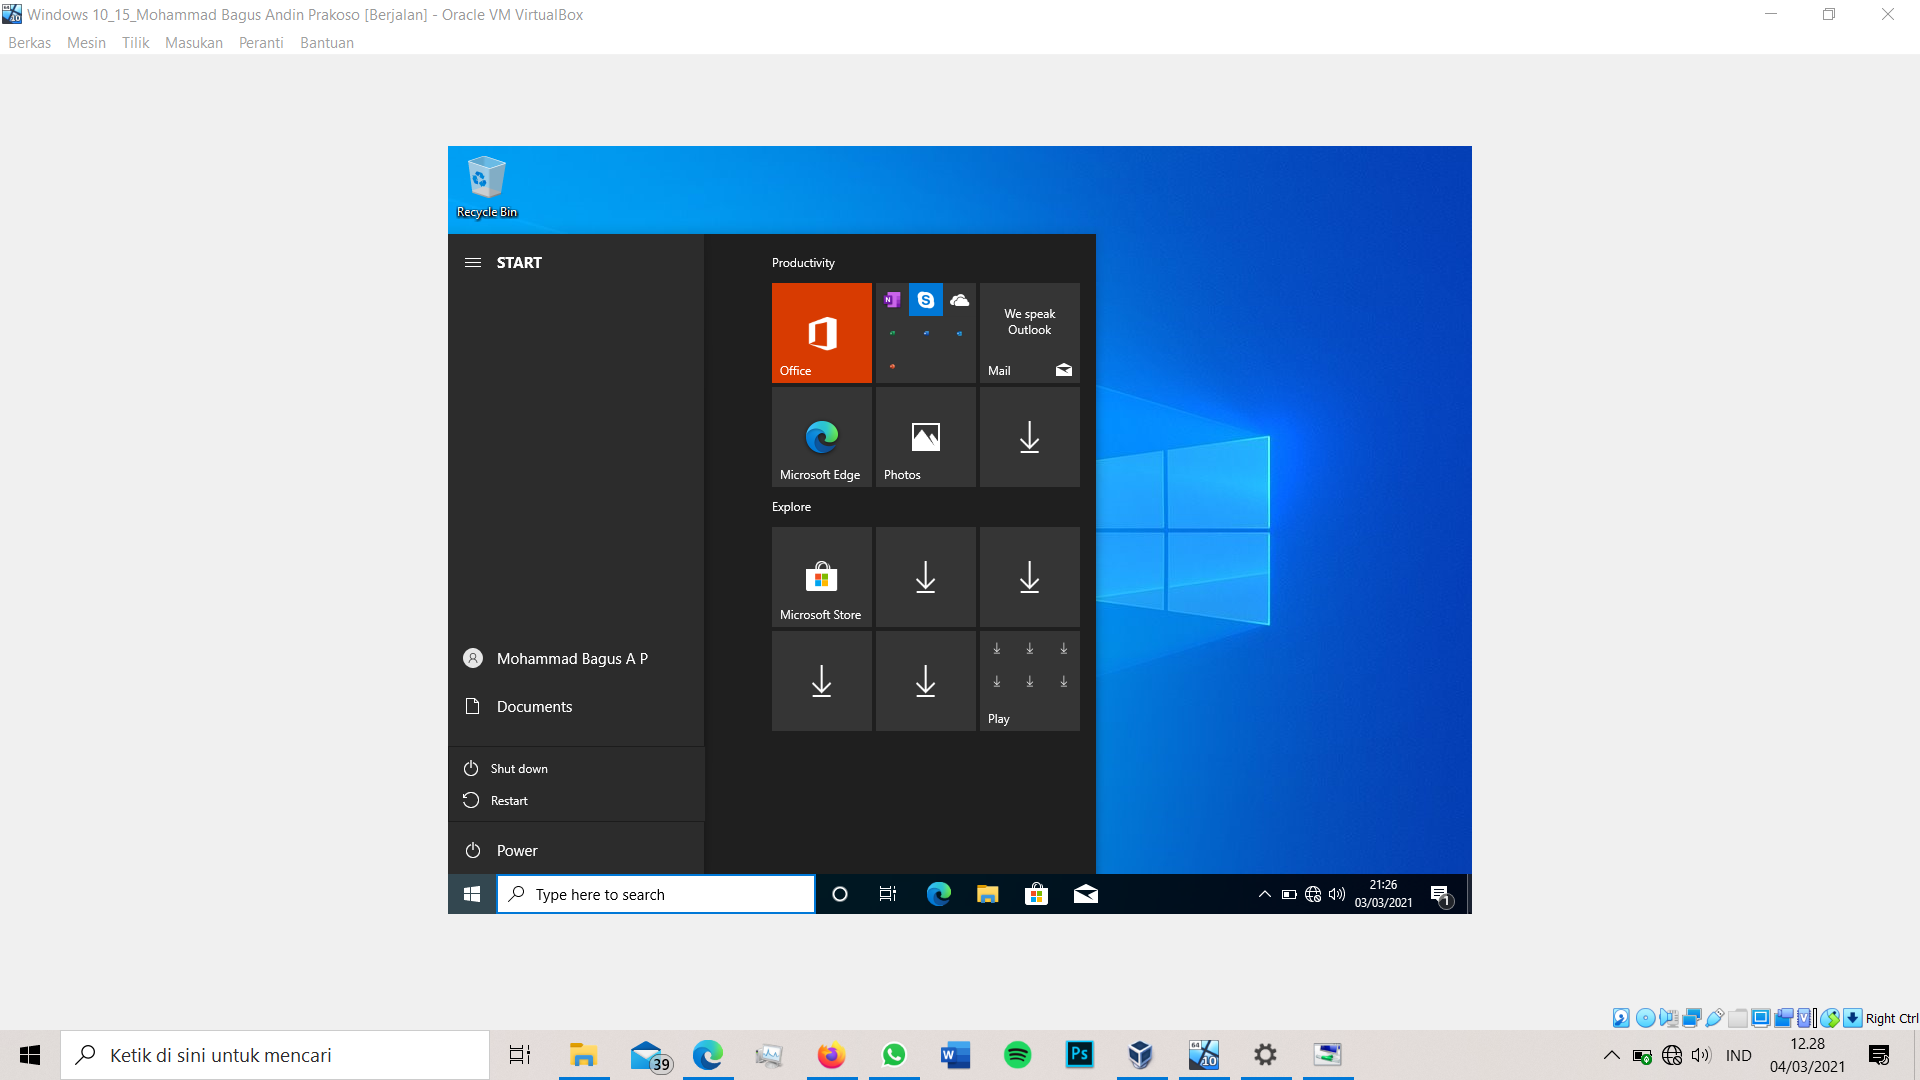 Windows 10_15_Mohammad Bagus Andin Prakoso [Berjalan] - Oracle VM VirtualBox
Berkas Mesin Tilik Masukan Peranti Bantuan
Recycle Bin
START
Mohammad Bagus A P
Documents
Shut down
Restart
Power
Productivity
Office
We speak
Outlook
Mail
Microsoft Edge
Photos
Explore
Microsoft Store
Play
Type here to search
21:26
03/03/2021
1
Right Ctrl
Ketik di sini untuk mencari
39
Ps
IND
12.28
04/03/2021